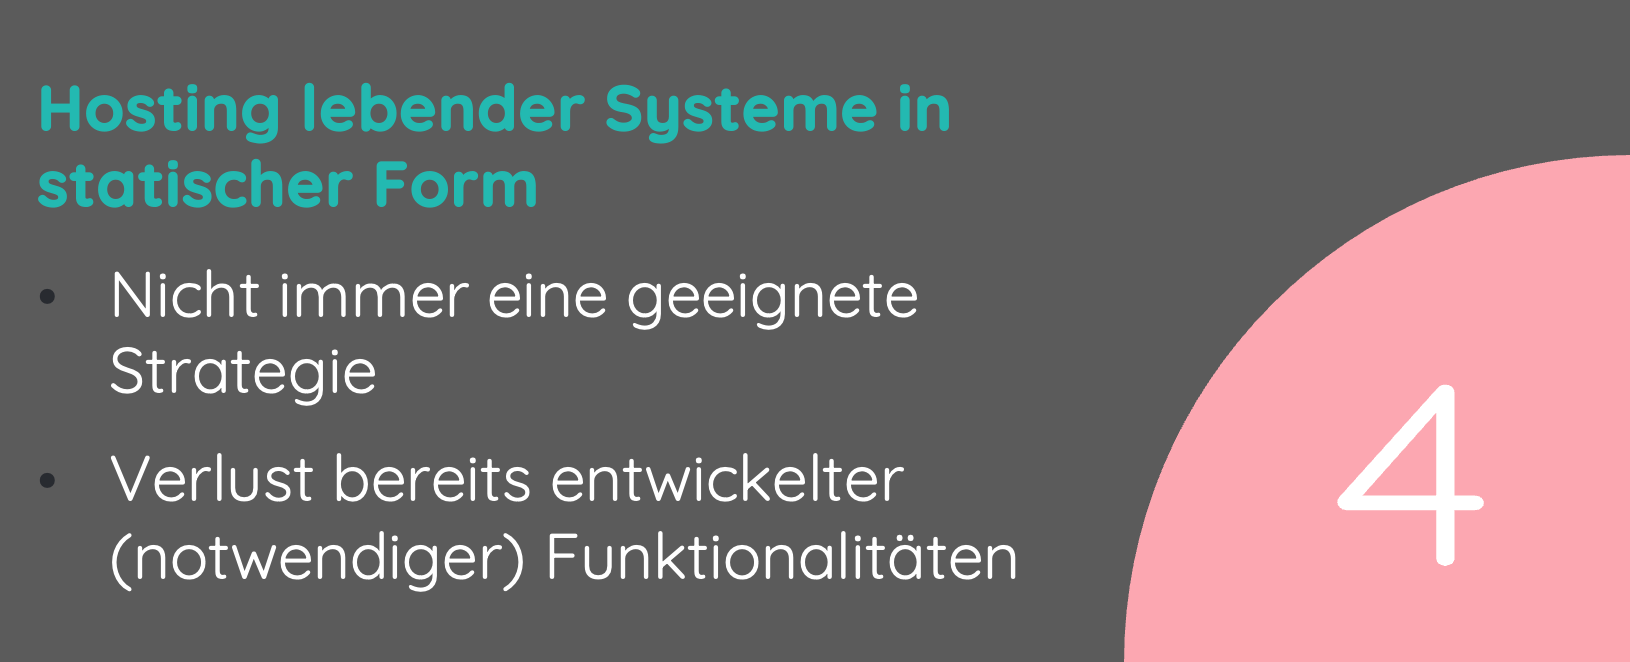 Hosting lebender Systeme in
statischer Form
• Nicht immer eine geeignete
Strategie
• Verlust bereits entwickelter
(notwendiger) Funktionalitäten
4